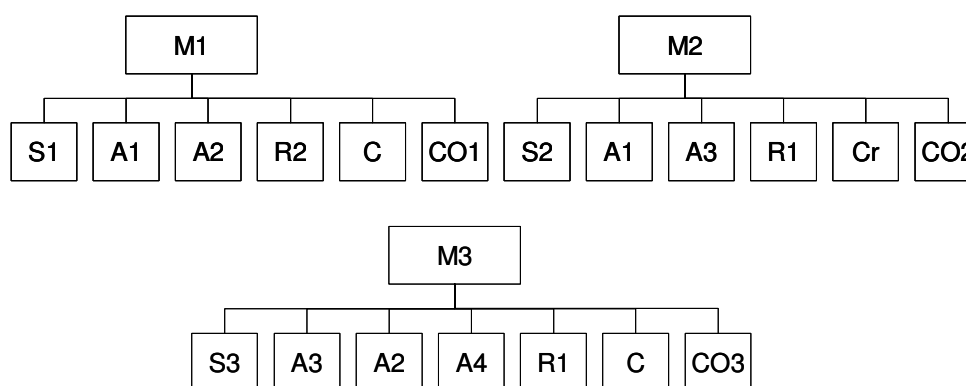 M1 M2
S1 A1 A2 R2 C CO1 S2 A1 A3 R1 Cr CO2
M3
S3 A3 A2 A4 R1 C CO3